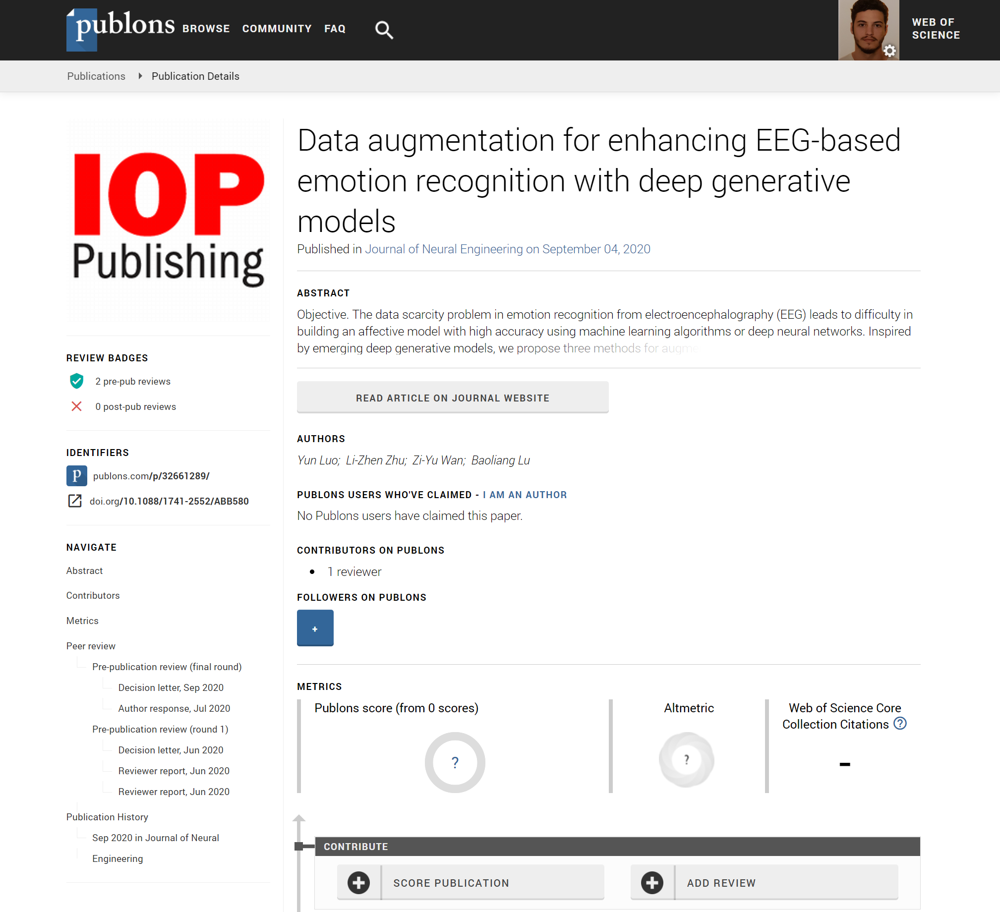 publons BROWSE COMMUNITY FAQ
WEB OF
SCIENCE
Publications Publication Details
IOP
Publishing
REVIEW BADGES
2 pre-pub reviews
0 post-pub reviews
IDENTIFIERS
p publons.com/p/32661289/
doi.org/10.1088/1741-2552/ABB580
NAVIGATE
Abstract
Contributors
Metrics
Peer review
Pre-publication review (final round)
Decision letter, Sep 2020
Author response, Jul 2020
Pre-publication review (round 1)
Decision letter, Jun 2020
Reviewer report, Jun 2020
Reviewer report, Jun 2020
Publication History
Sep 2020 in Journal of Neural
Engineering
Data augmentation for enhancing EEG-based
emotion recognition with deep generative
models
Published in Journal of Neural Engineering on September 04, 2020
ABSTRACT
Objective. The data scarcity problem in emotion recognition from electroencephalography (EEG) leads to difficulty in
building an affective model with high accuracy using machine learning algorithms or deep neural networks. Inspired
by emerging deep generative models, we propose three methods for augme
READ ARTICLE ON JOURNAL WEBSITE
AUTHORS
Yun Luo; Li-Zhen Zhu; Zi-Yu Wan; Baoliang Lu
PUBLONS USERS WHO'VE CLAIMED - I AM AN AUTHOR
No Publons users have claimed this paper.
CONTRIBUTORS ON PUBLONS
• 1 reviewer
FOLLOWERS ON PUBLONS
+
METRICS
Publons score (from 0 scores)
?
Altmetric
?
Web of Science Core
Collection Citations ?
-
CONTRIBUTE
SCORE PUBLICATION
ADD REVIEW